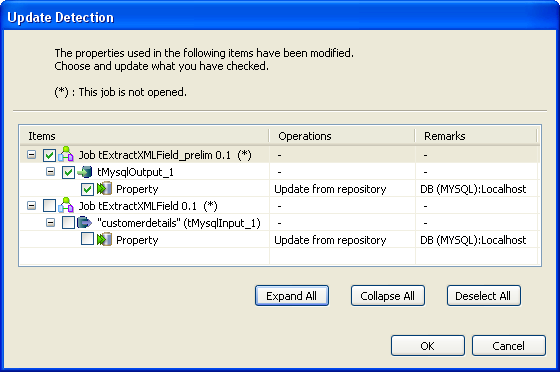 Update Detection
The properties used in the following items have been modified.
Choose and update what you have checked.
(*) : This job is not opened.
Items Operations Remarks
Job tExtractXMLField_prelim 0.1 (*) - -
tMysqlOutput_1 - -
Property Update from repository DB (MYSQL):Localhost
Job tExtractXMLField 0.1 (*) - -
"customerdetails" (tMysqlInput_1) - -
Property Update from repository DB (MYSQL):Localhost
Expand All Collapse All Deselect All
OK Cancel